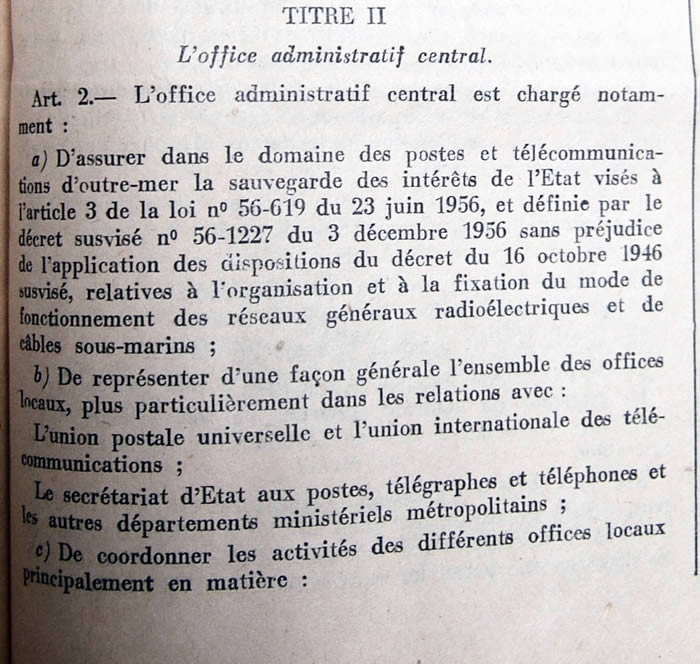 TITRE II
L'office administratif central.
Art. 2.— L'office administratif central est chargé notam-
ment :
a) D'assurer dans le domaine des postes et télécommunica-
tions d'outre-mer la sauvegarde des intérêts de l'Etat visés à
l'article 3 de la loi nº 56-619 du 23 juin 1956, et définie par le
décret susvisé nº 56-1227 du 3 décembre 1956 sans préjudice
de l'application des dispositions du décret du 16 octobre 1946
susvisé, relatives à l'organisation et à la fixation du mode de
fonctionnement des réseaux généraux radioélectriques et de
câbles sous-marins ;
b) De représenter d'une façon générale l'ensemble des offices
locaux, plus particulièrement dans les relations avec :
L'union postale universelle et l'union internationale des télé-
communications ;
Le secrétariat d'Etat aux postes, télégraphes et téléphones et
les autres départements ministériels métropolitains ;
c) De coordonner les activités des différents offices locaux
principalement en matière :